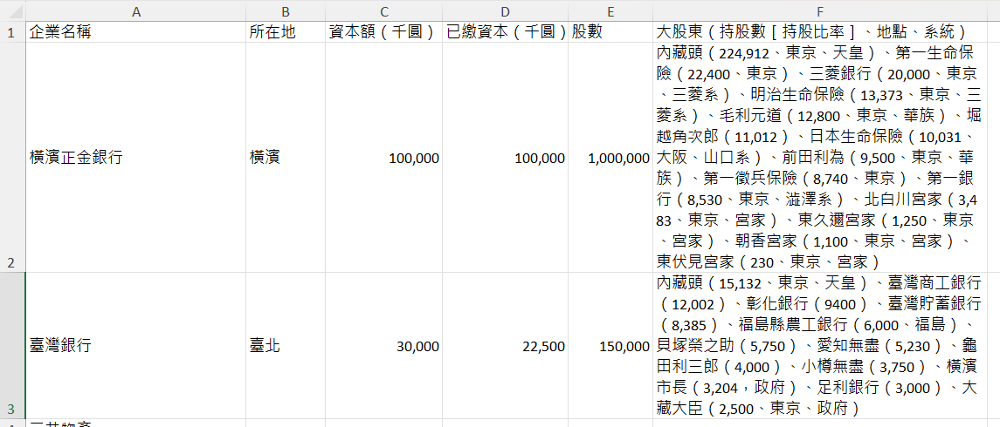 A B C D E F
1 企業名稱 所在地 資本額（千圓） 已繳資本（千圓） 股數 大股東（持股數［持股比率］、地點、系統）
內藏頭（224,912、東京、天皇）、第一生命保
險（22,400、東京）、三菱銀行（20,000、東京
、三菱系）、明治生命保險（13,373、東京、三
菱系）、毛利元道（12,800、東京、華族）、堀
越角次郎（11,012）、日本生命保險（10,031、
橫濱正金銀行 橫濱 100,000 100,000 1,000,000 大阪、山口系）、前田利為（9,500、東京、華
族）、第一徵兵保險（8,740、東京）、第一銀
行（8,530、東京、澁澤系）、北白川宮家（3,4
83、東京、宮家）、東久邇宮家（1,250、東京
、宮家）、朝香宮家（1,100、東京、宮家）、
2 東伏見宮家（230、東京、宮家）
內藏頭（15,132、東京、天皇）、臺灣商工銀行
（12,002）、彰化銀行（9400）、臺灣貯蓄銀行
（8,385）、福島縣農工銀行（6,000、福島）、
臺灣銀行 臺北 30,000 22,500 150,000 貝塚榮之助（5,750）、愛知無盡（5,230）、龜
田利三郎（4,000）、小樽無盡（3,750）、橫濱
市長（3,204，政府）、足利銀行（3,000）、大
3 藏大臣（2,500、東京、政府）